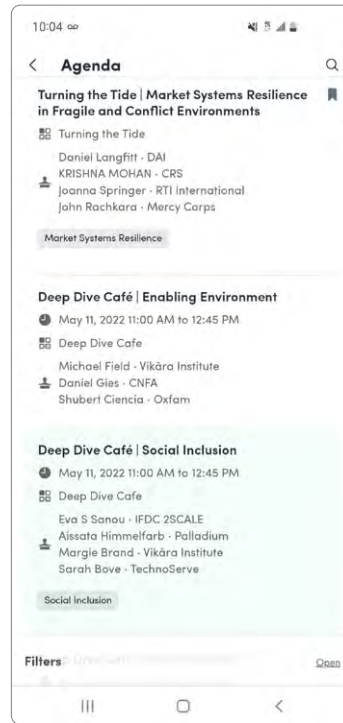 10:04
Agenda
Turning the Tide | Market Systems Resilience
in Fragile and Conflict Environments
Turning the Tide
Daniel Langfitt · DAI
KRISHNA MOHAN · CRS
Joanna Springer · RTI International
John Rachkara · Mercy Corps
Market Systems Resilience
Deep Dive Café | Enabling Environment
May 11, 2022 11:00 AM to 12:45 PM
Deep Dive Cafe
Michael Field · Vikāra Institute
Daniel Gies · CNFA
Shubert Ciencia · Oxfam
Deep Dive Café | Social Inclusion
May 11, 2022 11:00 AM to 12:45 PM
Deep Dive Cafe
Eva S Sanou · IFDC 2SCALE
Aissata Himmelfarb · Palladium
Margie Brand · Vikāra Institute
Sarah Bove · TechnoServe
Social Inclusion
Filters
Open